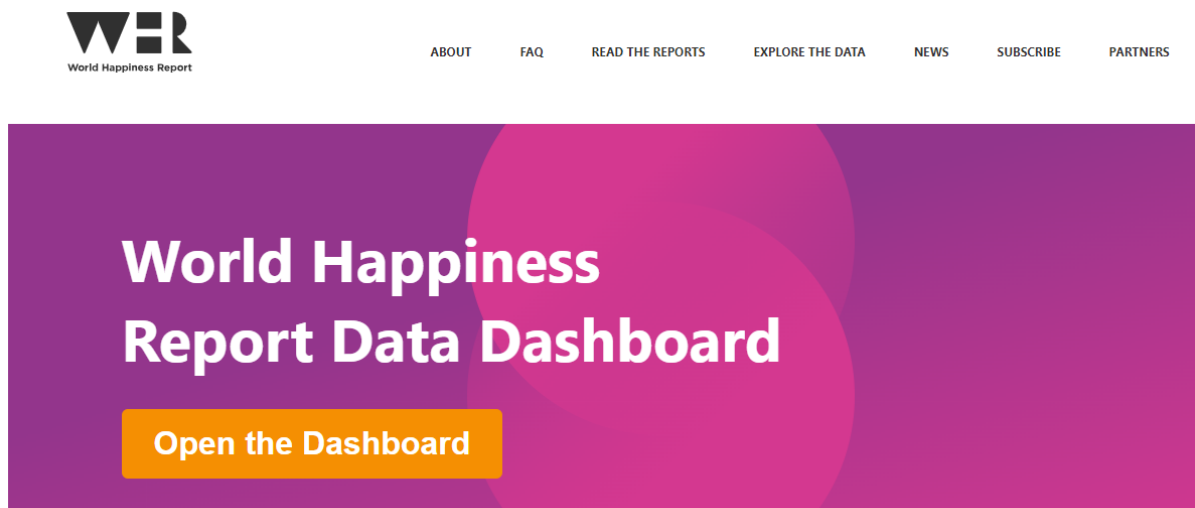 WHR
World Happiness Report
ABOUT FAQ READ THE REPORTS EXPLORE THE DATA NEWS SUBSCRIBE PARTNERS
World Happiness
Report Data Dashboard
Open the Dashboard